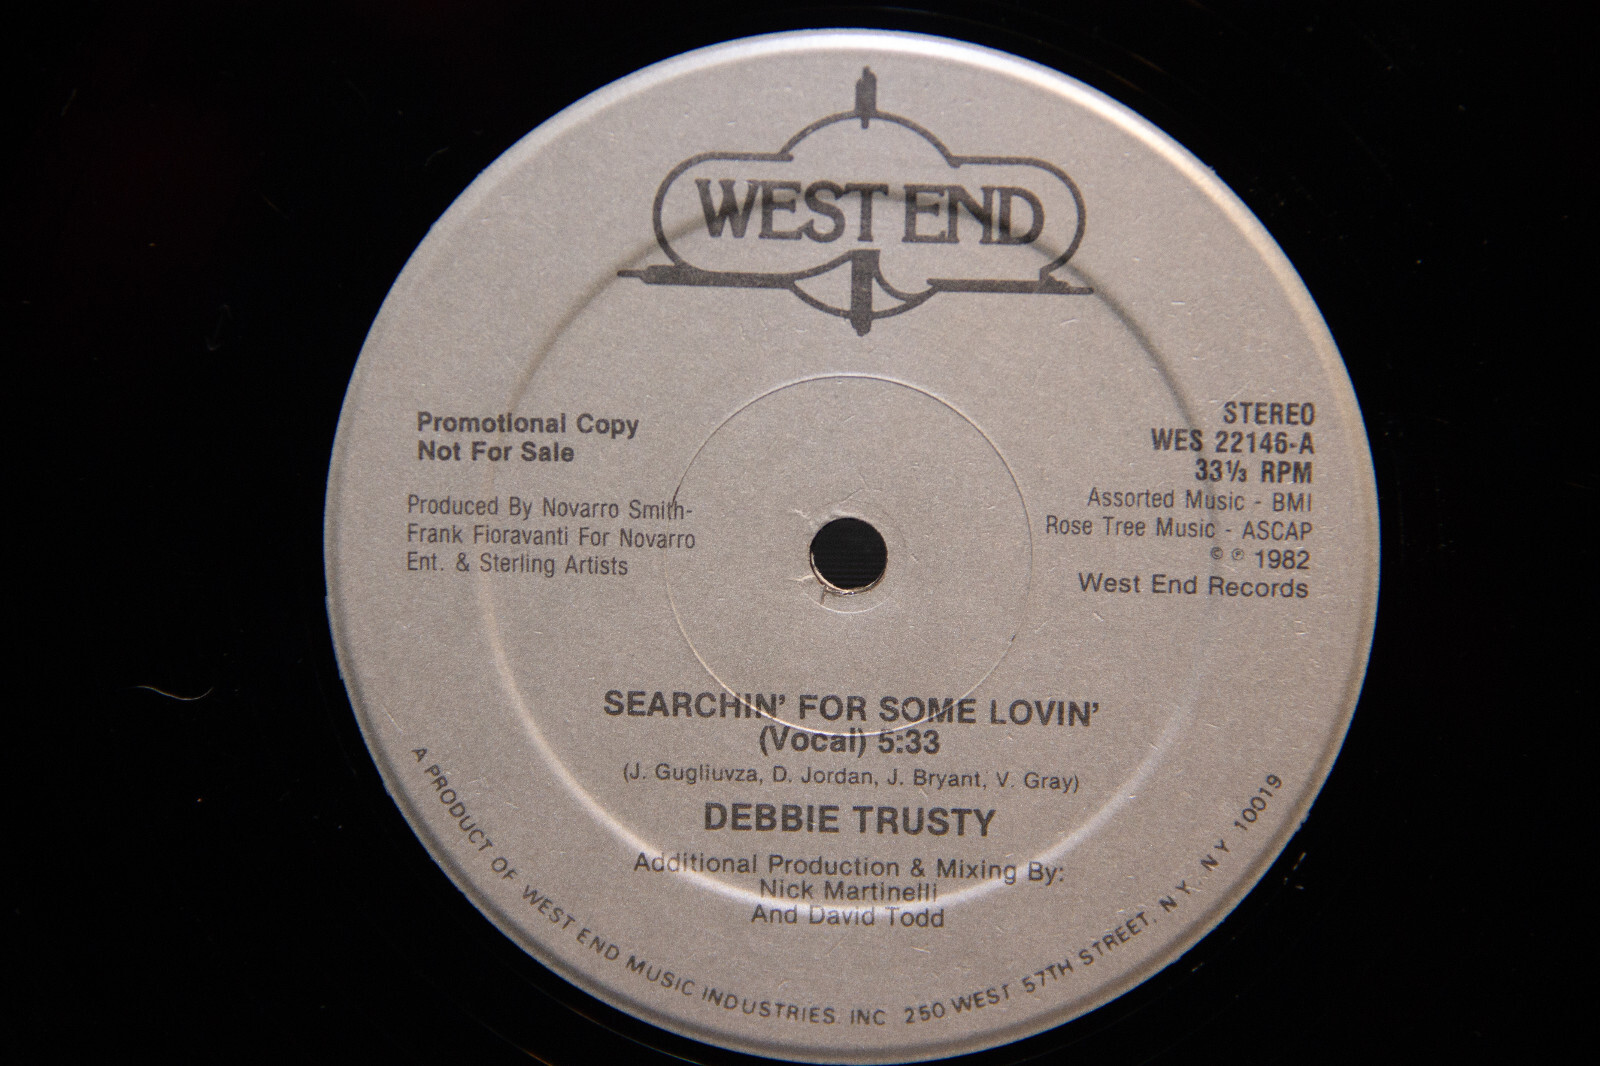 WEST END
Promotional Copy
Not For Sale
Produced By Novarro Smith-
Frank Fioravanti For Novarro
Ent. & Sterling Artists
STEREO
WES 22146-A
33⅓ RPM
Assorted Music - BMI
Rose Tree Music - ASCAP
© ℗ 1982
West End Records
SEARCHIN' FOR SOME LOVIN'
(Vocal) 5:33
(J. Gugliuvza, D. Jordan, J. Bryant, V. Gray)
DEBBIE TRUSTY
Additional Production & Mixing By:
Nick Martinelli
And David Todd
A PRODUCT OF WEST END MUSIC INDUSTRIES. INC 250 WEST 57TH STREET. N.Y. NY 10019